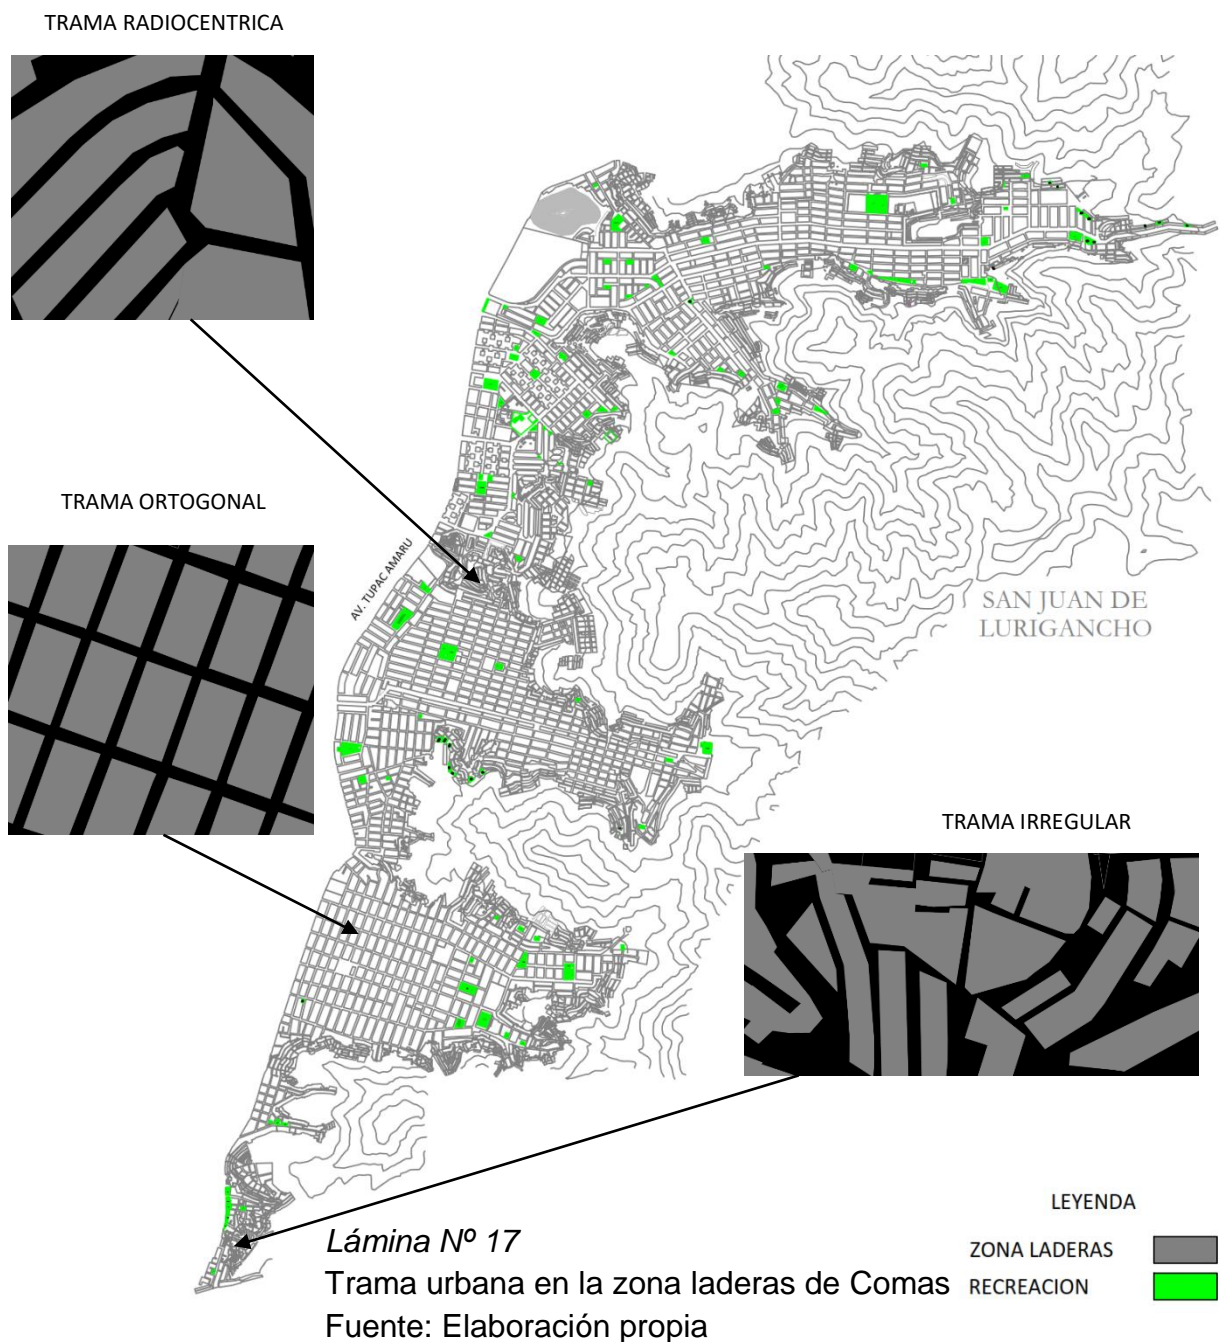 TRAMA RADIOCENTRICA
TRAMA ORTOGONAL
AV. TUPAC AMARU
SAN JUAN DE
LURIGANCHO
TRAMA IRREGULAR
LEYENDA
ZONA LADERAS
RECREACION
Lámina Nº 17
Trama urbana en la zona laderas de Comas
Fuente: Elaboración propia